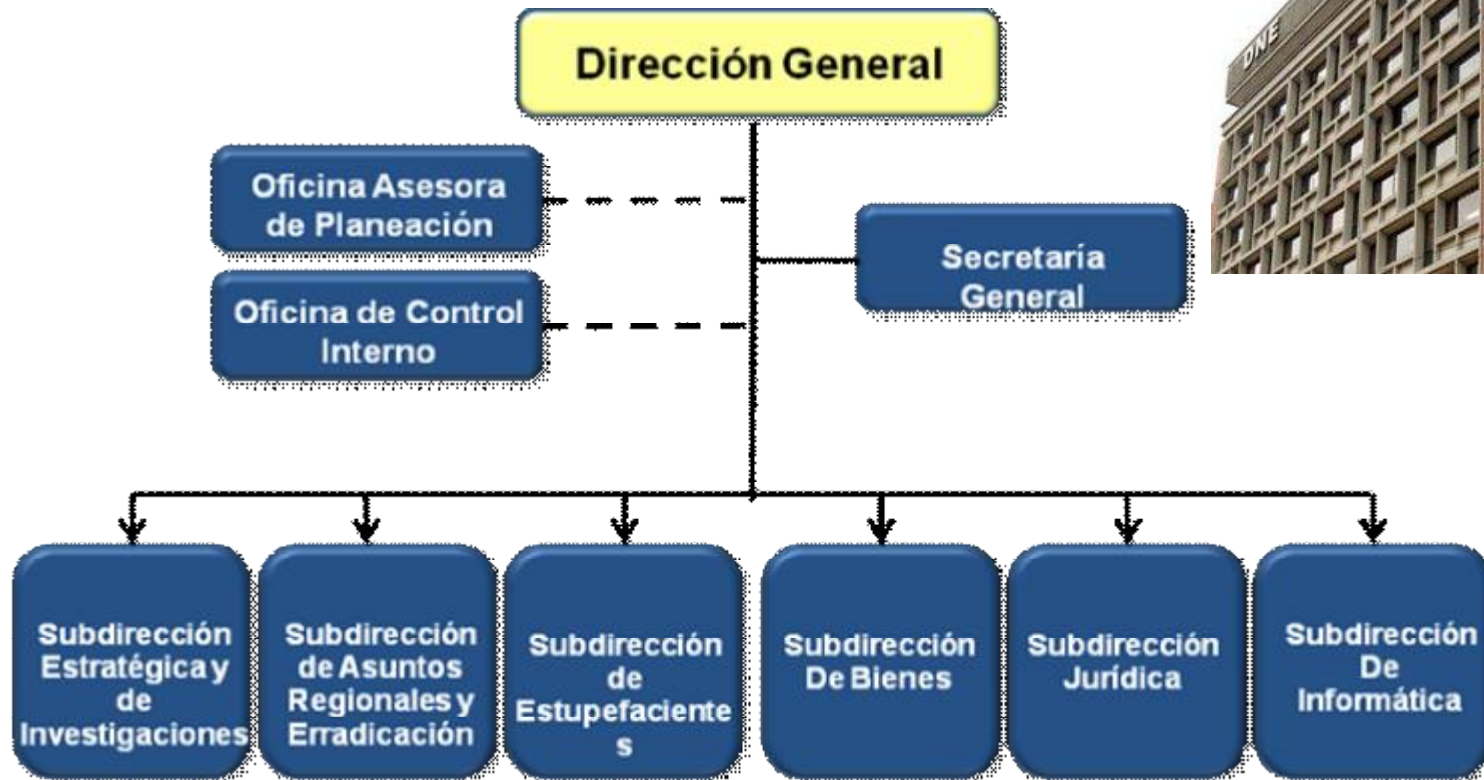 Dirección General
DNE
Oficina Asesora
de Planeación
Secretaría
General
Oficina de Control
Interno
Subdirección
Estratégica y
de
Investigaciones
Subdirección
de Asuntos
Regionales y
Erradicación
Subdirección
de
Estupefaciente
s
Subdirección
De Bienes
Subdirección
Jurídica
Subdirección
De
Informática